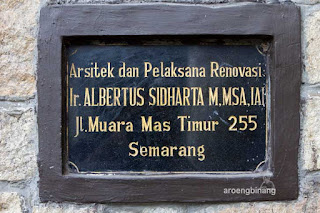 Arsitek dan Pelaksana Renovasi:
Ir. ALBERTUS SIDHARTA M,MSA,IAI
Jl.Muara Mas Timur 255
Semarang
aroengbinang